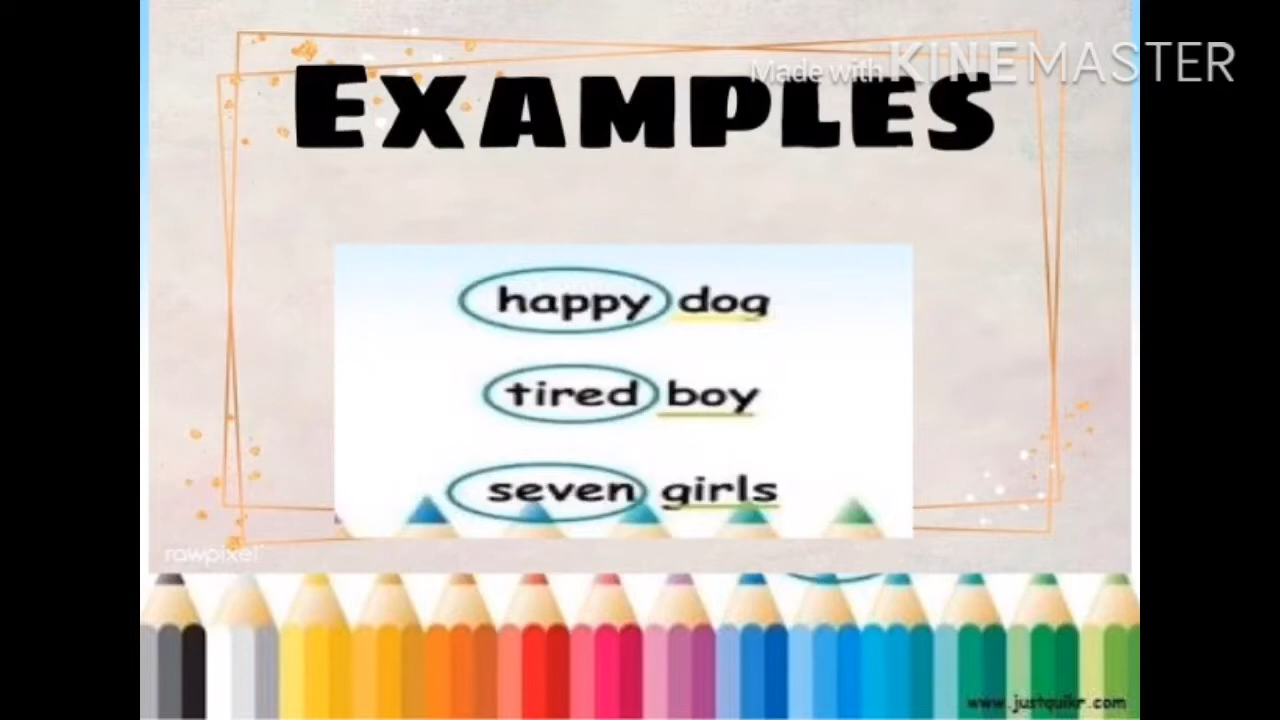 Made with KINEMASTER
EXAMPLES
happy dog
tired boy
seven girls
rawpixel
www.justquikr.com